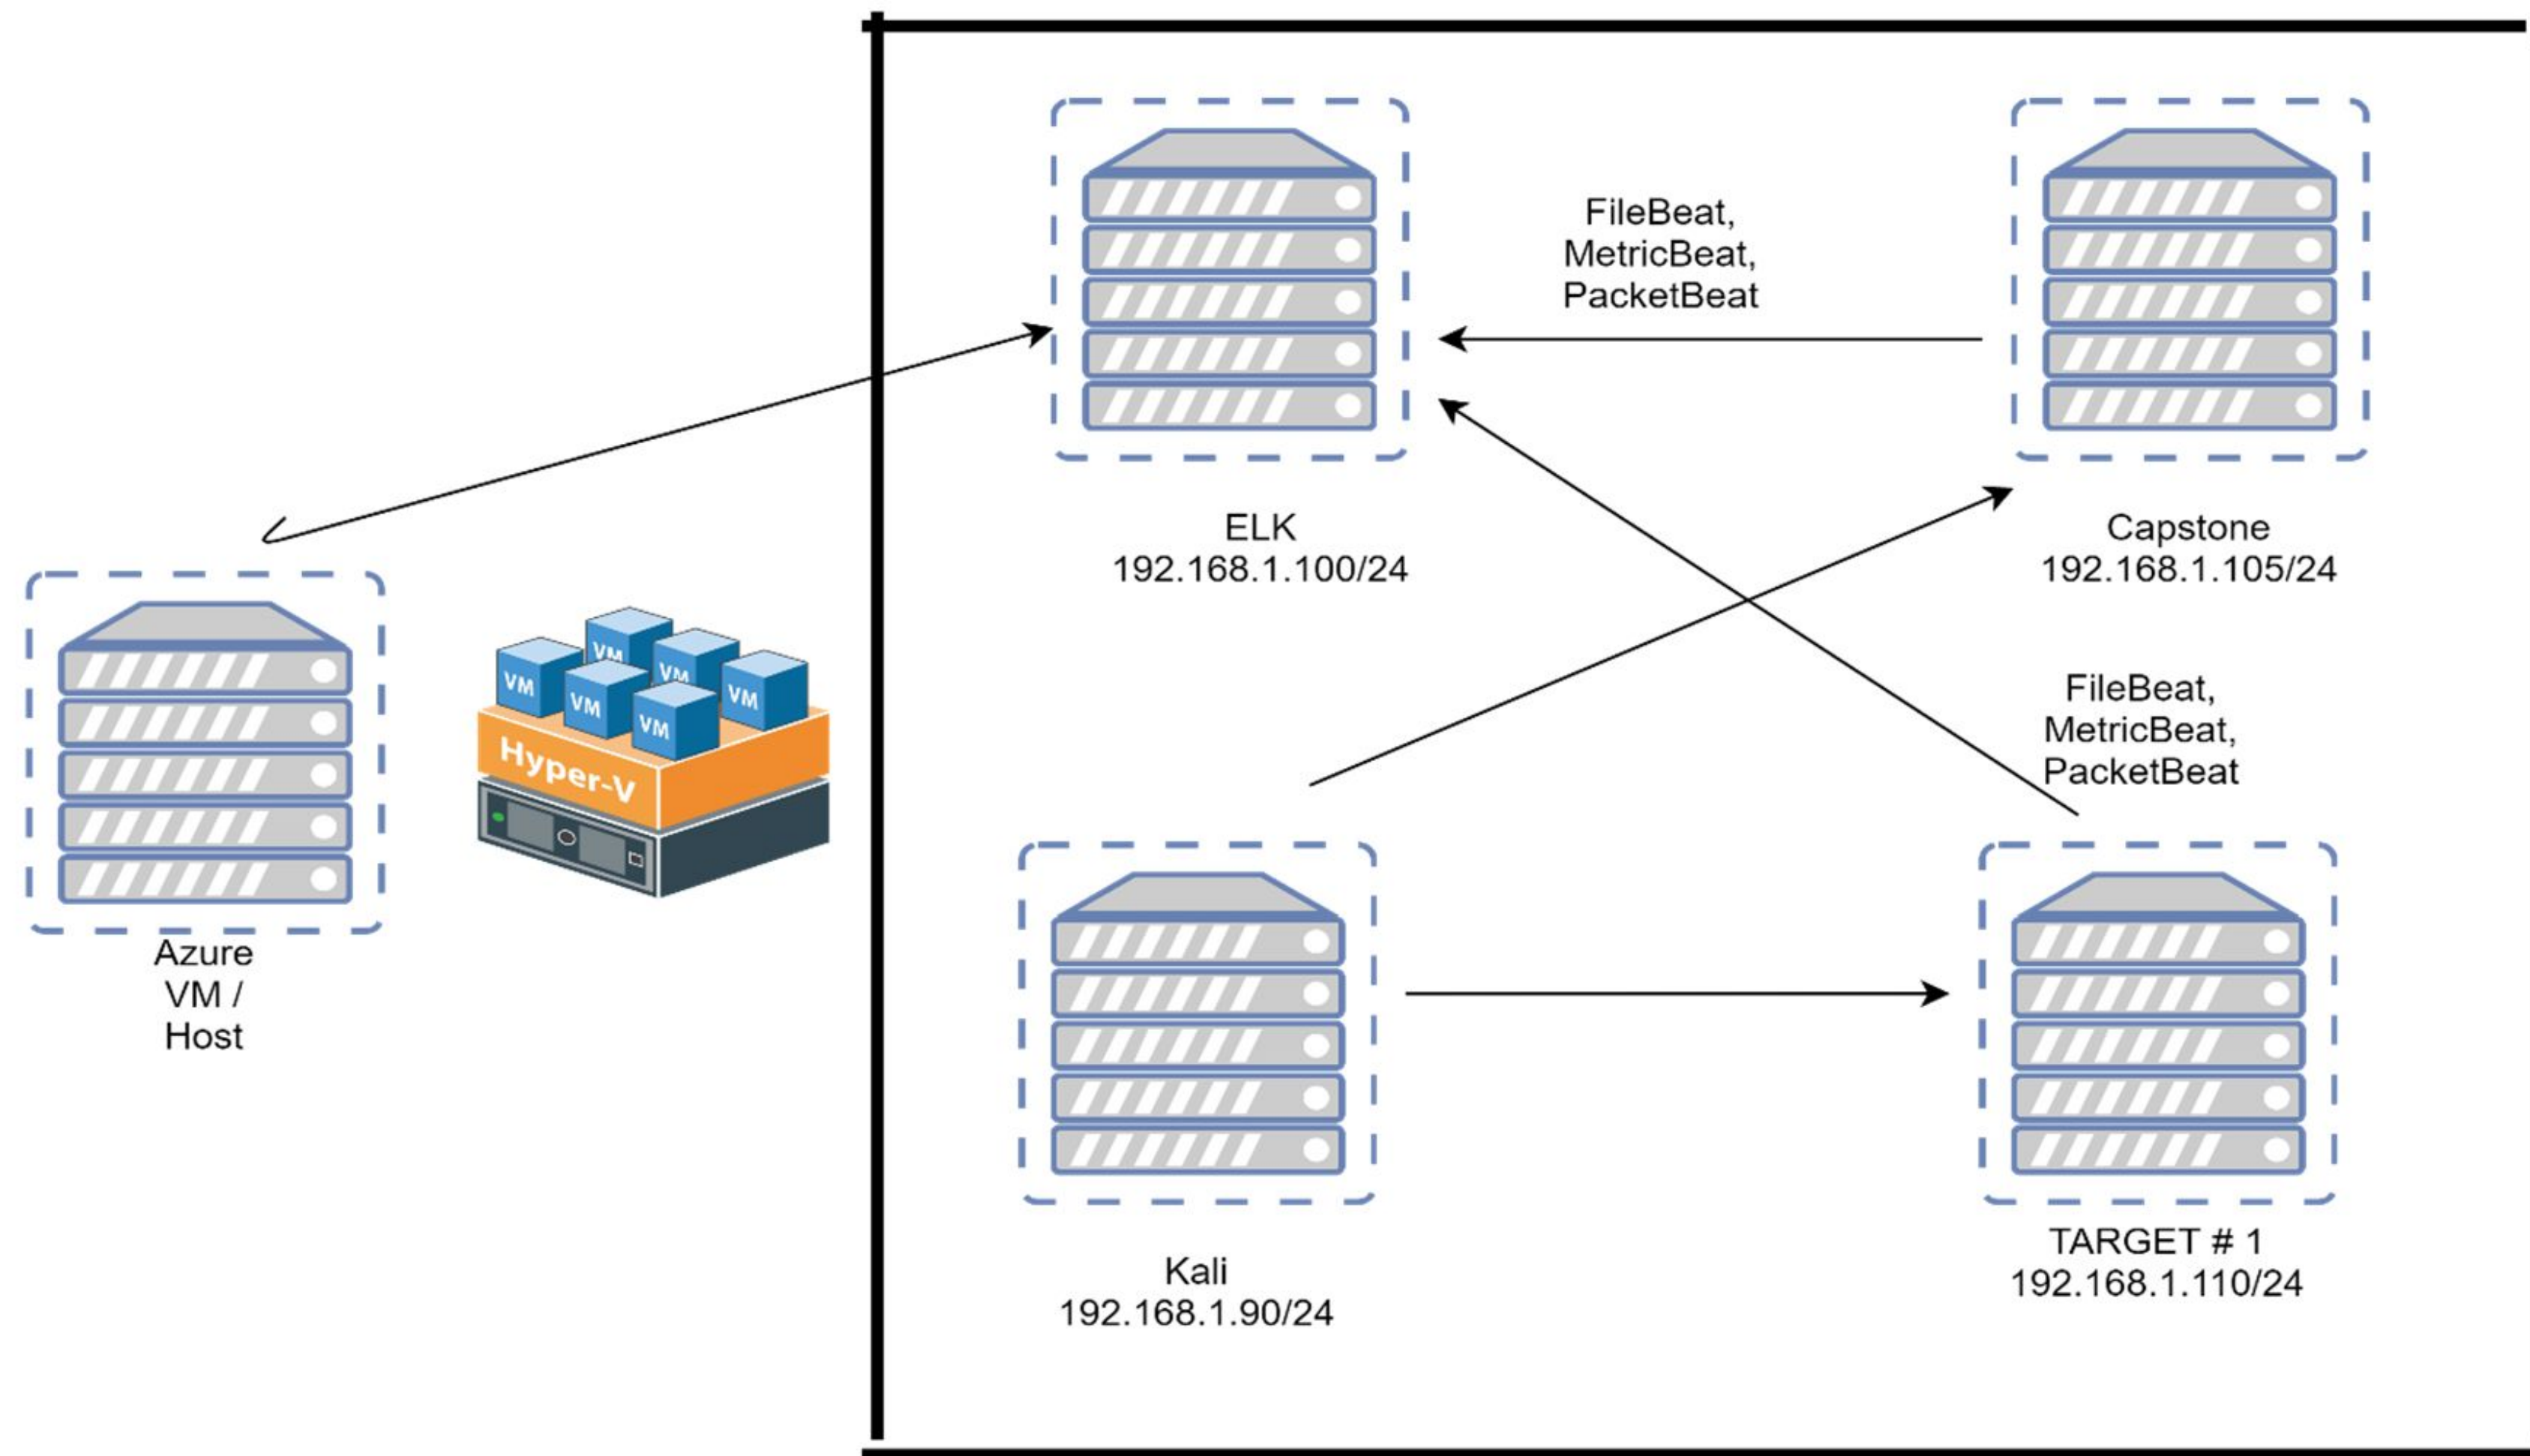 FileBeat,
MetricBeat,
PacketBeat
ELK
192.168.1.100/24
Capstone
192.168.1.105/24
VM
VM
VM
VM
VM
VM
Hyper-V
FileBeat,
MetricBeat,
PacketBeat
Azure
VM /
Host
Kali
192.168.1.90/24
TARGET # 1
192.168.1.110/24